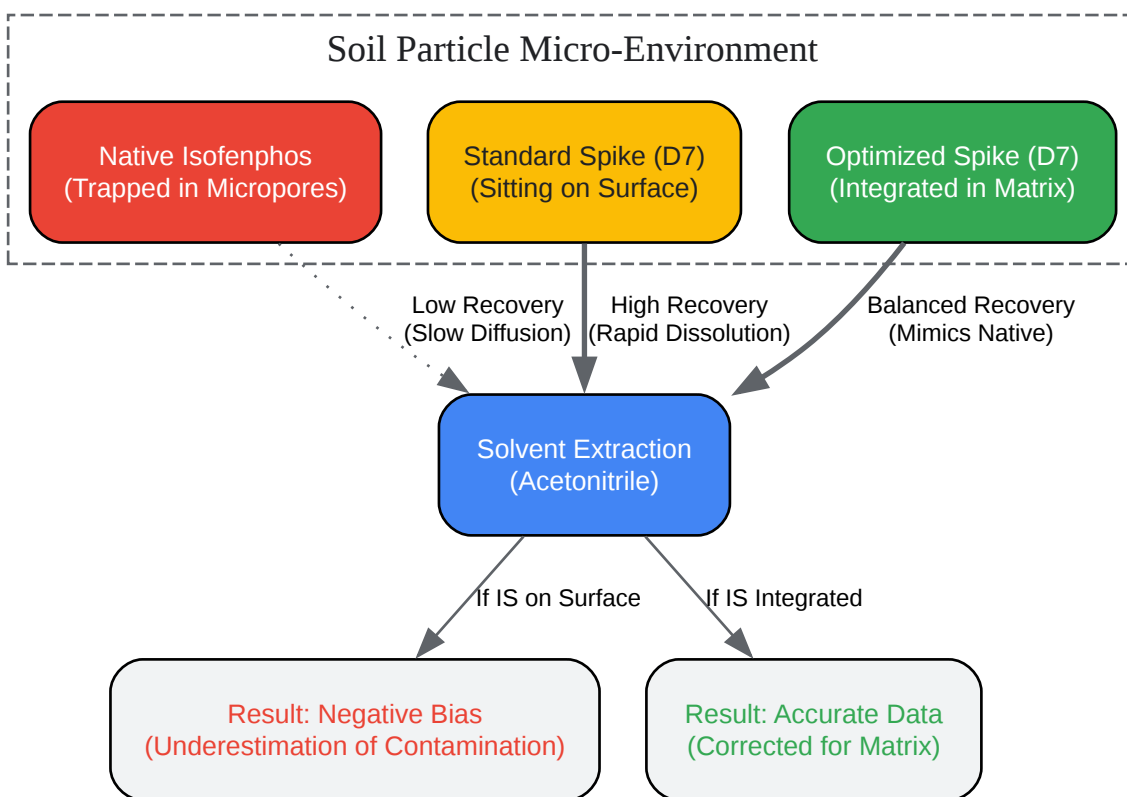 Soil Particle Micro-Environment
Native Isofenphos
(Trapped in Micropores)
Standard Spike (D7)
(Sitting on Surface)
Optimized Spike (D7)
(Integrated in Matrix)
Low Recovery
(Slow Diffusion)
High Recovery
(Rapid Dissolution)
Balanced Recovery
(Mimics Native)
Solvent Extraction
(Acetonitrile)
If IS on Surface
If IS Integrated
Result: Negative Bias
(Underestimation of Contamination)
Result: Accurate Data
(Corrected for Matrix)